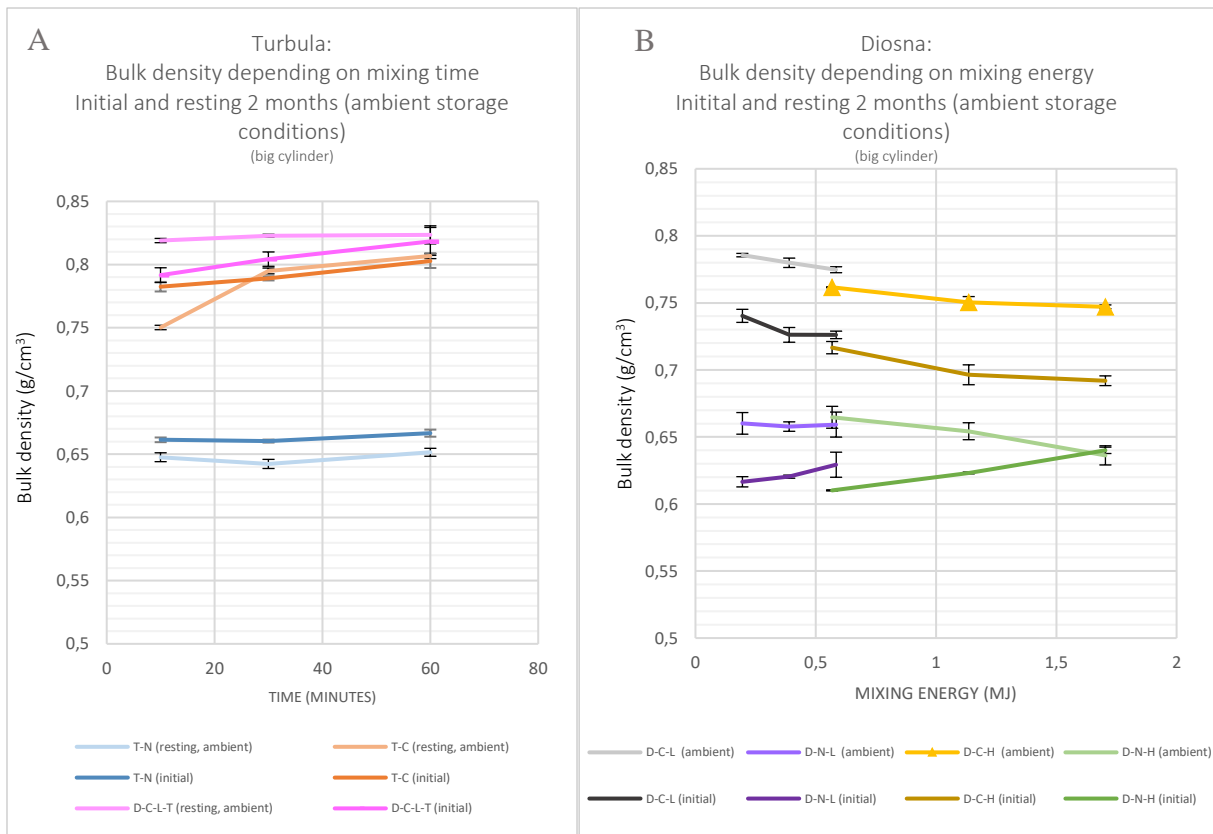 A
Turbula:
Bulk density depending on mixing time
Initial and resting 2 months (ambient storage
conditions)
(big cylinder)
0,85
0,8
0,75
0,7
0,65
0,6
0,55
0,5
Bulk density (g/cm³)
0 20 40 60 80
TIME (MINUTES)
T-N (resting, ambient) T-C (resting, ambient)
T-N (initial) T-C (initial)
D-C-L-T (resting, ambient) D-C-L-T (initial)
B
Diosna:
Bulk density depending on mixing energy
Initital and resting 2 months (ambient storage
conditions)
(big cylinder)
0,85
0,8
0,75
0,7
0,65
0,6
0,55
0,5
Bulk density (g/cm³)
0 0,5 1 1,5 2
MIXING ENERGY (MJ)
D-C-L (ambient) D-N-L (ambient) D-C-H (ambient) D-N-H (ambient)
D-C-L (initial) D-N-L (initial) D-C-H (initial) D-N-H (initial)